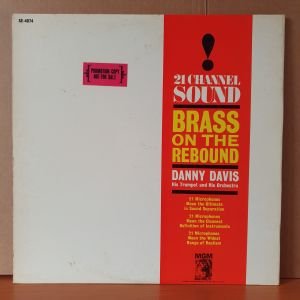 SE-4074
PROMOTION COPY
NOT FOR SALE
!
21 CHANNEL
SOUND
BRASS
ON THE
REBOUND
DANNY DAVIS
His Trumpet and His Orchestra
21 Microphones
Mean the Ultimate
in Sound Separation
21 Microphones
Mean the Cleanest
Definition of Instruments
21 Microphones
Mean the Widest
Range of Realism
MGM